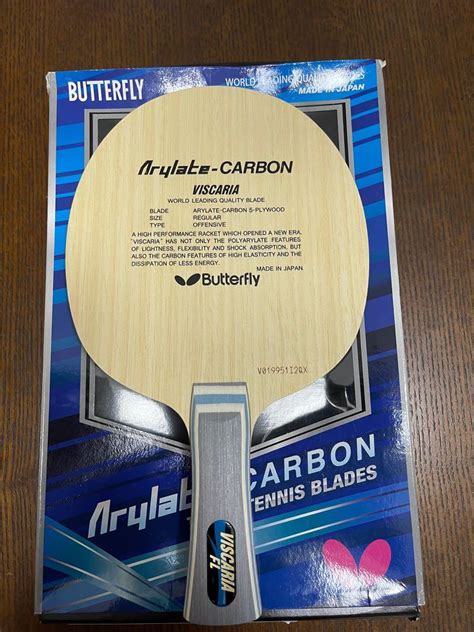 BUTTERFLY
WORLD LEADING QUALITY BLADES
MADE IN JAPAN
Arylate-CARBON
VISCARIA
WORLD LEADING QUALITY BLADE
BLADE ARYLATE-CARBON 5-PLYWOOD
SIZE REGULAR
TYPE OFFENSIVE
A HIGH PERFORMANCE RACKET WHICH OPENED A NEW ERA,
"VISCARIA" HAS NOT ONLY THE POLYARYLATE FEATURES
OF LIGHTNESS, FLEXIBILITY AND SHOCK ABSORPTION, BUT
ALSO THE CARBON FEATURES OF HIGH ELASTICITY AND THE
DISSIPATION OF LESS ENERGY.
MADE IN JAPAN
Butterfly
V019951I2QX
Arylate CARBON
TENNIS BLADES
VISCARIA
FL